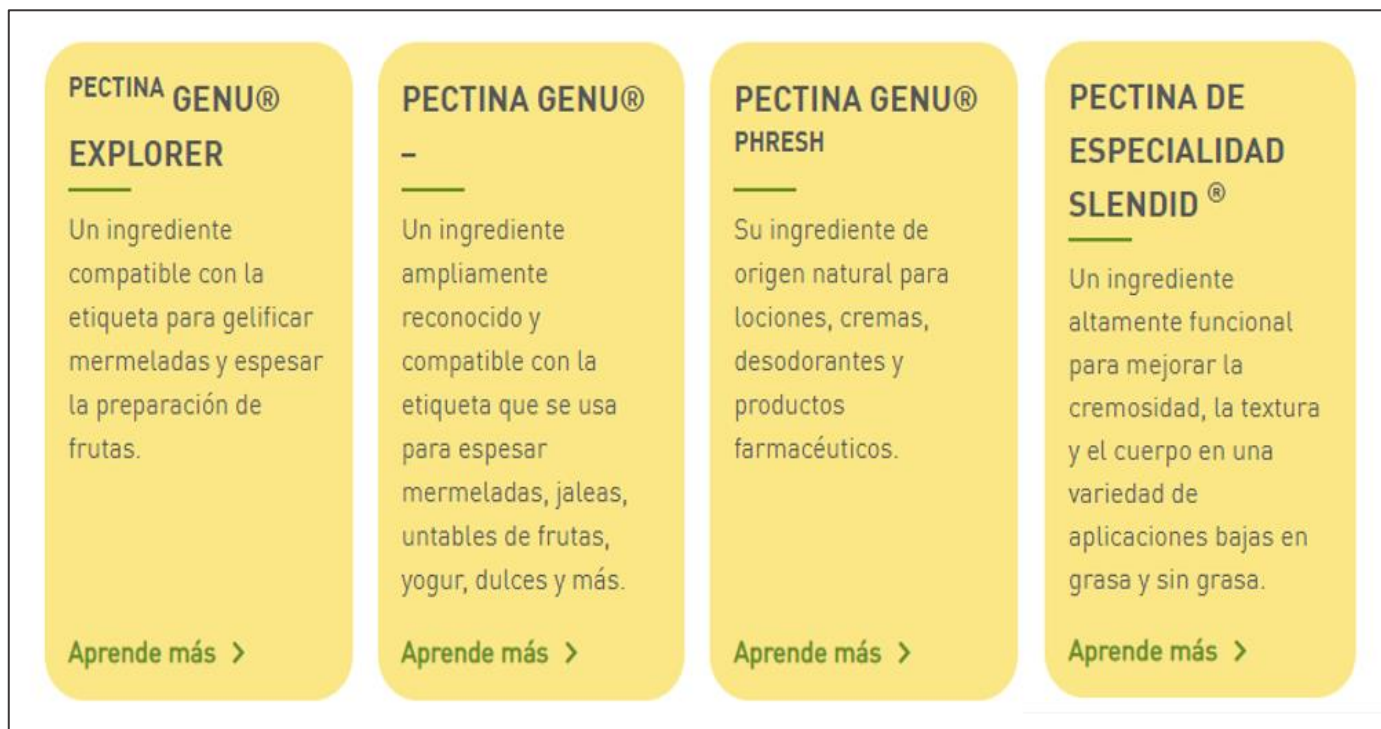 PECTINA GENU®
EXPLORER
Un ingrediente
compatible con la
etiqueta para gelificar
mermeladas y espesar
la preparación de
frutas.
Aprende más >
PECTINA GENU®
–
Un ingrediente
ampliamente
reconocido y
compatible con la
etiqueta que se usa
para espesar
mermeladas, jaleas,
untables de frutas,
yogur, dulces y más.
Aprende más >
PECTINA GENU®
PHRESH
Su ingrediente de
origen natural para
lociones, cremas,
desodorantes y
productos
farmacéuticos.
Aprende más >
PECTINA DE
ESPECIALIDAD
SLENDID ®
Un ingrediente
altamente funcional
para mejorar la
cremosidad, la textura
y el cuerpo en una
variedad de
aplicaciones bajas en
grasa y sin grasa.
Aprende más >